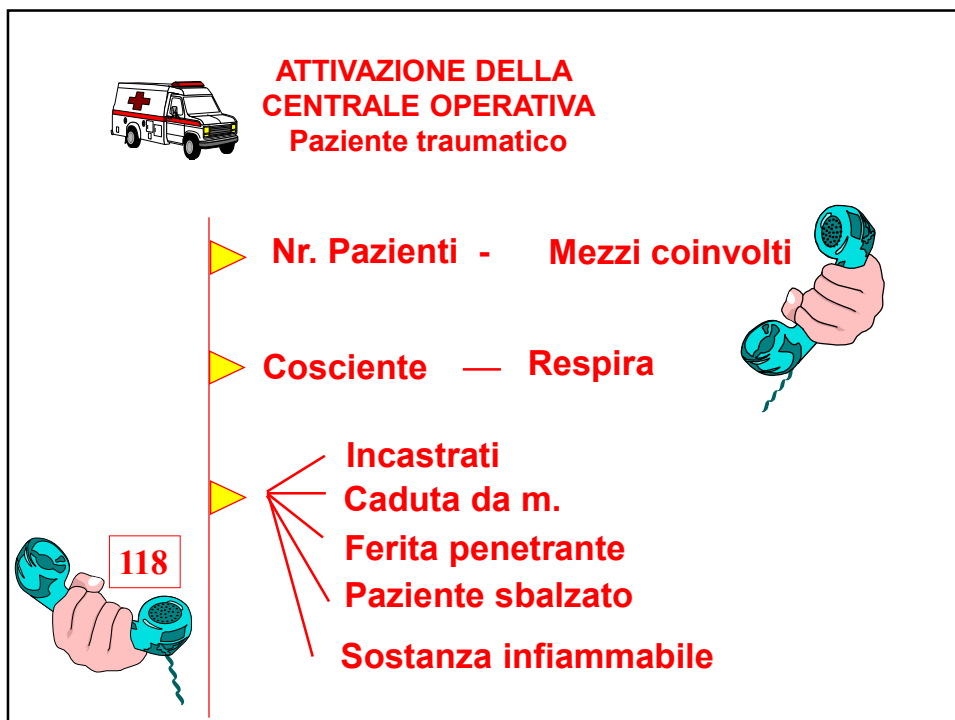 ATTIVAZIONE DELLA
CENTRALE OPERATIVA
Paziente traumatico
Nr. Pazienti - Mezzi coinvolti
Cosciente — Respira
Incastrati
Caduta da m.
Ferita penetrante
Paziente sbalzato
Sostanza infiammabile
118